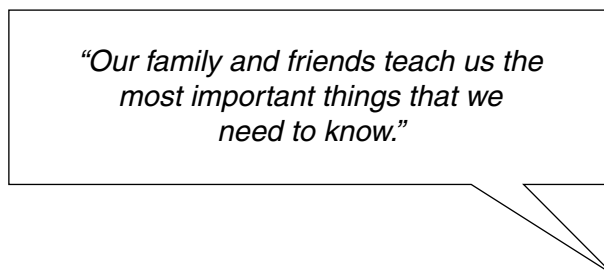 “Our family and friends teach us the
most important things that we
need to know.”